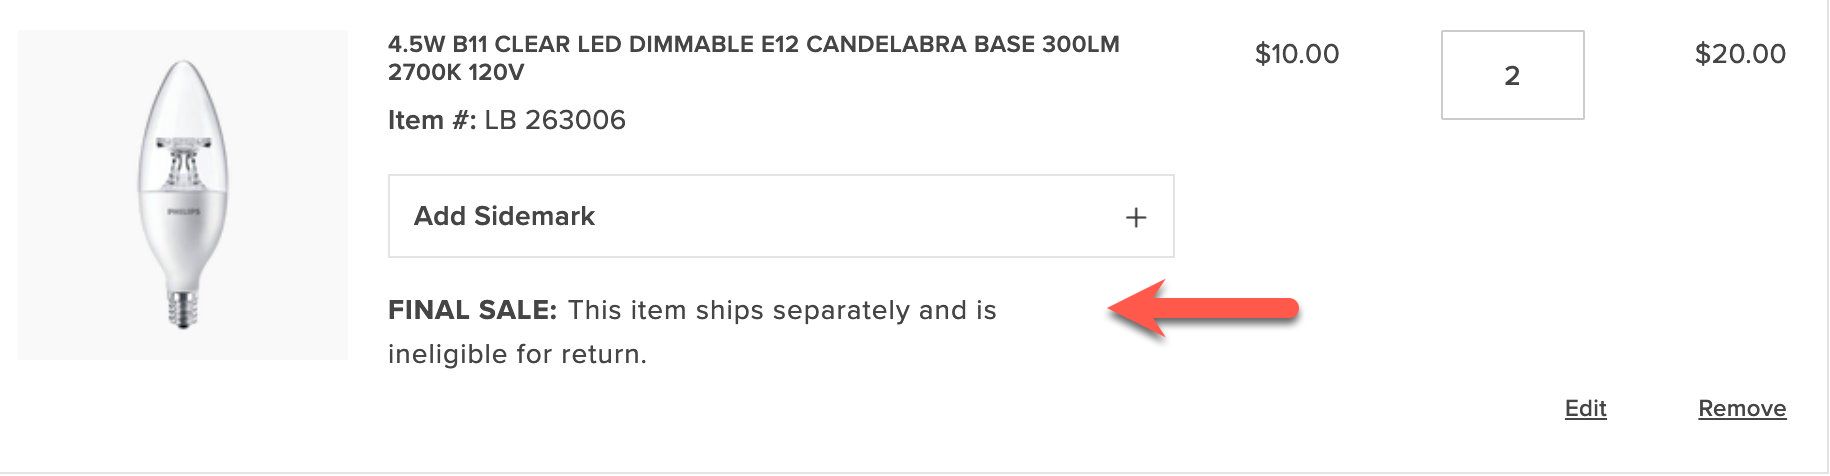 4.5W B11 CLEAR LED DIMMABLE E12 CANDELABRA BASE 300LM
2700K 120V
$10.00
2
$20.00
Item #: LB 263006
PHILIPS
Add Sidemark +
FINAL SALE: This item ships separately and is
ineligible for return.
Edit
Remove